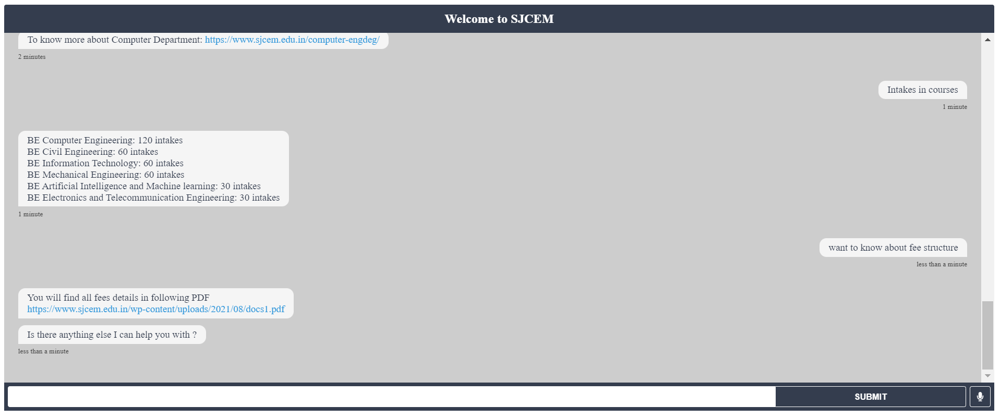 Welcome to SJCEM
To know more about Computer Department: https://www.sjcem.edu.in/computer-engdeg/
2 minutes
Intakes in courses
1 minute
BE Computer Engineering: 120 intakes
BE Civil Engineering: 60 intakes
BE Information Technology: 60 intakes
BE Mechanical Engineering: 60 intakes
BE Artificial Intelligence and Machine learning: 30 intakes
BE Electronics and Telecommunication Engineering: 30 intakes
1 minute
want to know about fee structure
less than a minute
You will find all fees details in following PDF
https://www.sjcem.edu.in/wp-content/uploads/2021/08/docs1.pdf
Is there anything else I can help you with ?
less than a minute
SUBMIT